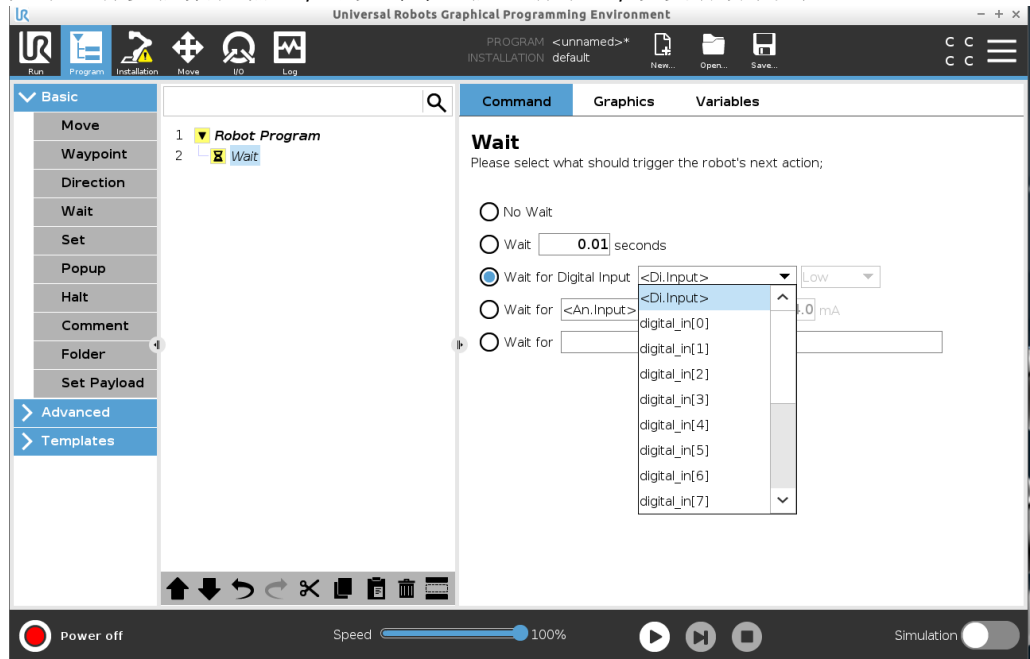 Universal Robots Graphical Programming Environment
UR
Run
Program
Installation
Move
I/O
Log
PROGRAM <unnamed>*
INSTALLATION default
New...
Open...
Save...
C C
C C
Basic
Move
Waypoint
Direction
Wait
Set
Popup
Halt
Comment
Folder
Set Payload
Advanced
Templates
1 Robot Program
2 Wait
Command Graphics Variables
Wait
Please select what should trigger the robot's next action;
No Wait
Wait 0.01 seconds
Wait for Digital Input <Di.Input> Low
<Di.Input>
digital_in[0]
digital_in[1]
digital_in[2]
digital_in[3]
digital_in[4]
digital_in[5]
digital_in[6]
digital_in[7]
Wait for <An.Input> .0 mA
Wait for
Power off
Speed 100%
Simulation